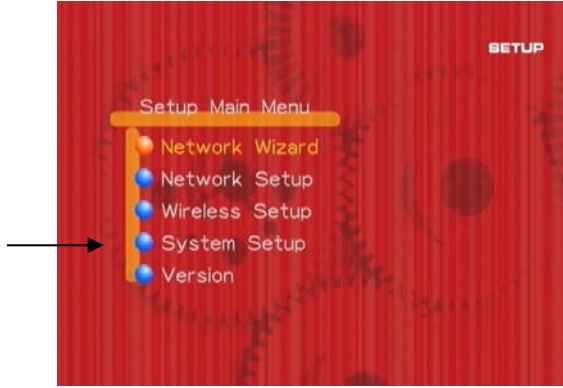 SETUP
Setup Main Menu
Network Wizard
Network Setup
Wireless Setup
System Setup
Version